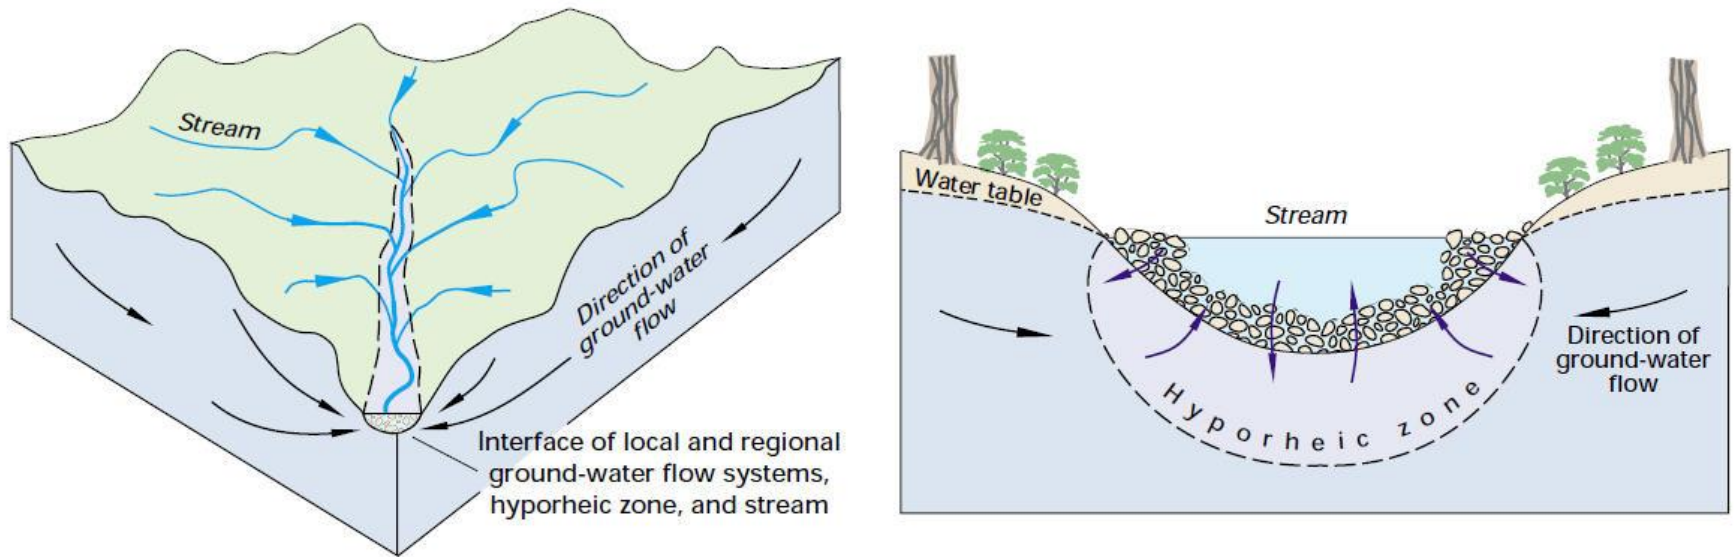 Stream
Direction of
ground-water
flow
Interface of local and regional
ground-water flow systems,
hyporheic zone, and stream
Water table
Stream
Direction of
ground-water
flow
Hyporheic zone